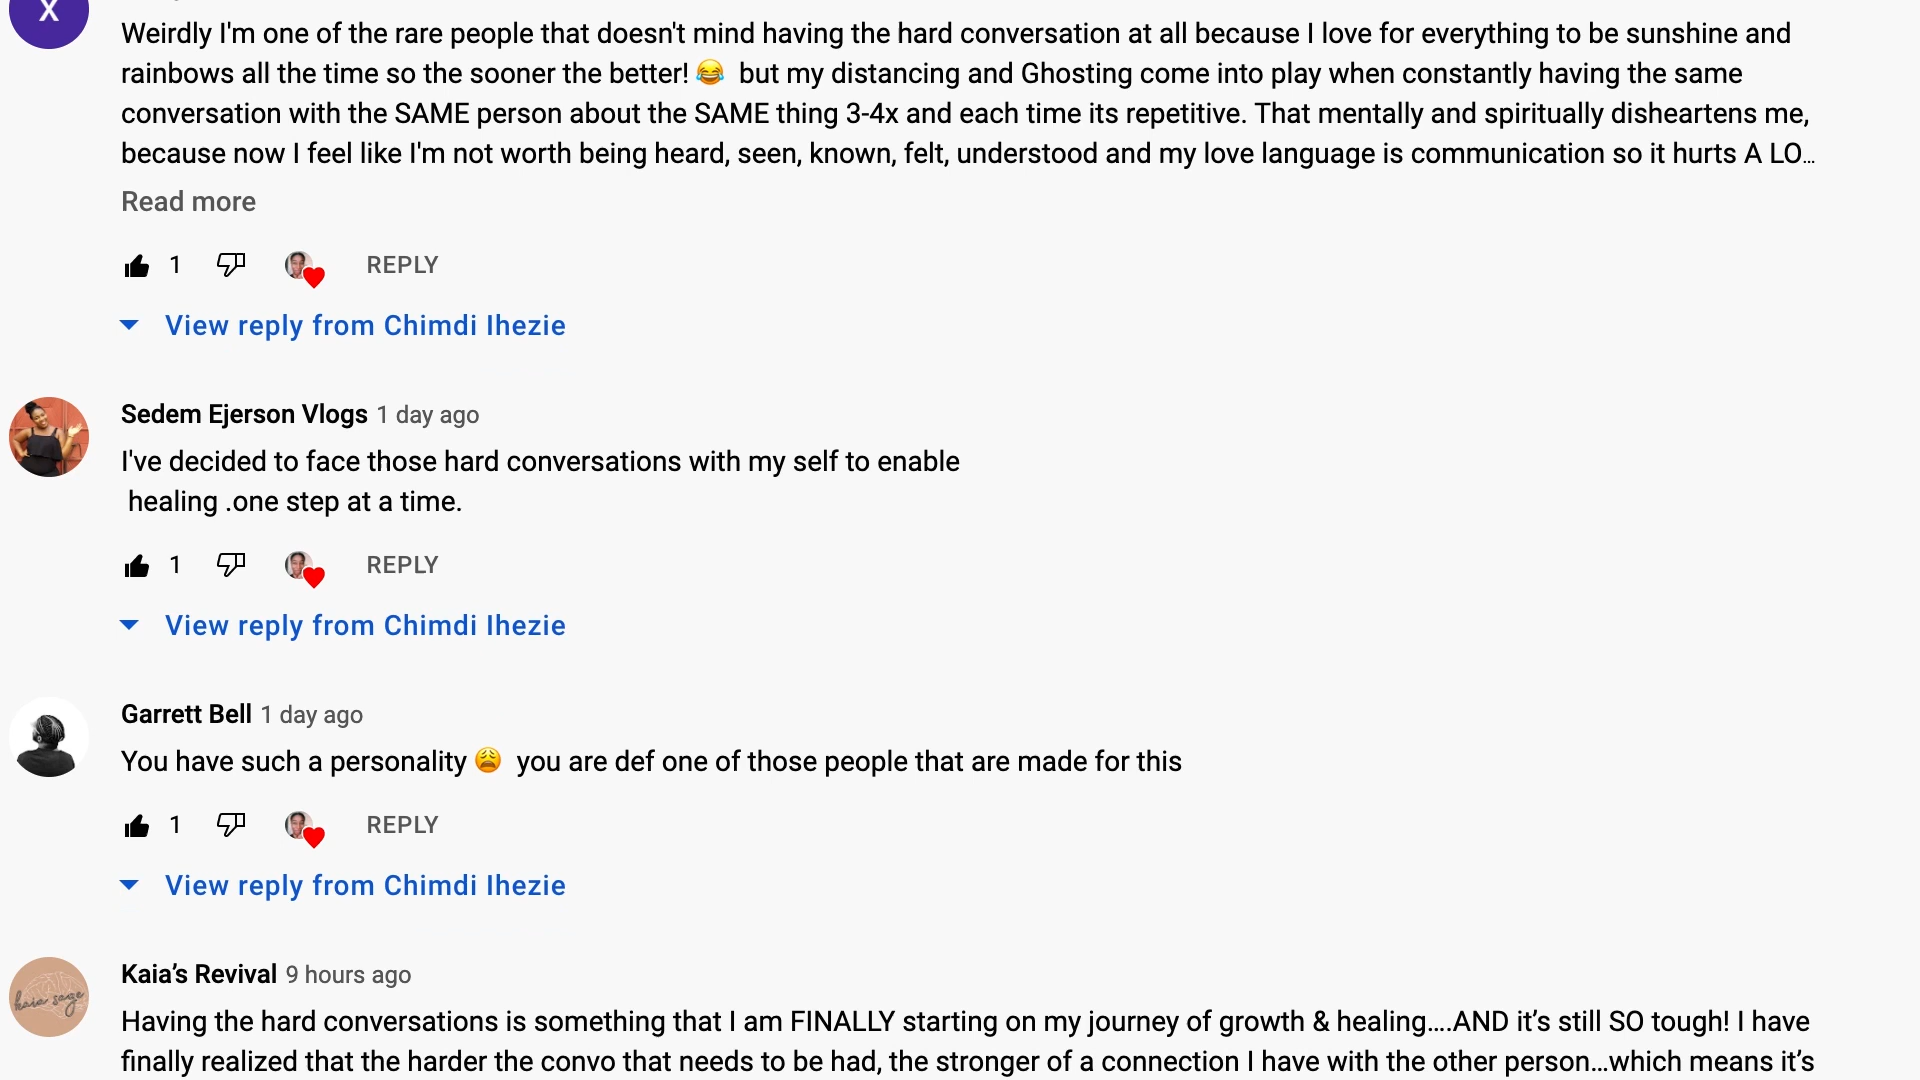 X
Weirdly I'm one of the rare people that doesn't mind having the hard conversation at all because I love for everything to be sunshine and
rainbows all the time so the sooner the better! 😂 but my distancing and Ghosting come into play when constantly having the same
conversation with the SAME person about the SAME thing 3-4x and each time its repetitive. That mentally and spiritually disheartens me,
because now I feel like I'm not worth being heard, seen, known, felt, understood and my love language is communication so it hurts A LO…
Read more
1 REPLY
View reply from Chimdi Ihezie
Sedem Ejerson Vlogs 1 day ago
I've decided to face those hard conversations with my self to enable
healing .one step at a time.
1 REPLY
View reply from Chimdi Ihezie
Garrett Bell 1 day ago
You have such a personality 😩 you are def one of those people that are made for this
1 REPLY
View reply from Chimdi Ihezie
kaia sage
Kaia’s Revival 9 hours ago
Having the hard conversations is something that I am FINALLY starting on my journey of growth & healing….AND it’s still SO tough! I have
finally realized that the harder the convo that needs to be had, the stronger of a connection I have with the other person…which means it’s